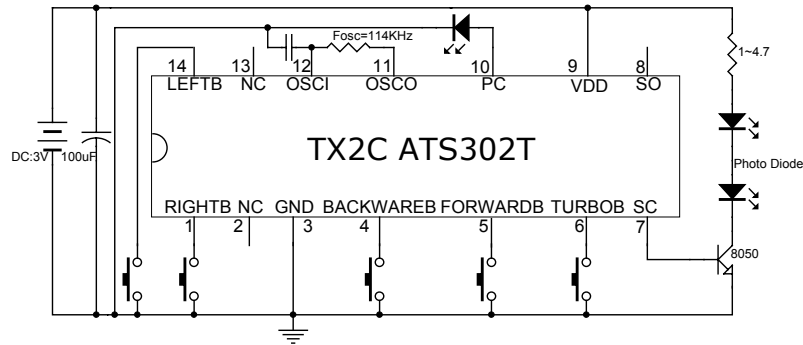 Fosc=114KHz
14 13 12 11 10 9 8
LEFTB NC OSCI OSCO PC VDD SO
1~4.7
TX2C ATS302T
DC:3V 100uF
Photo Diode
RIGHTB NC GND BACKWAREB FORWARDB TURBOB SC
1 2 3 4 5 6 7
8050